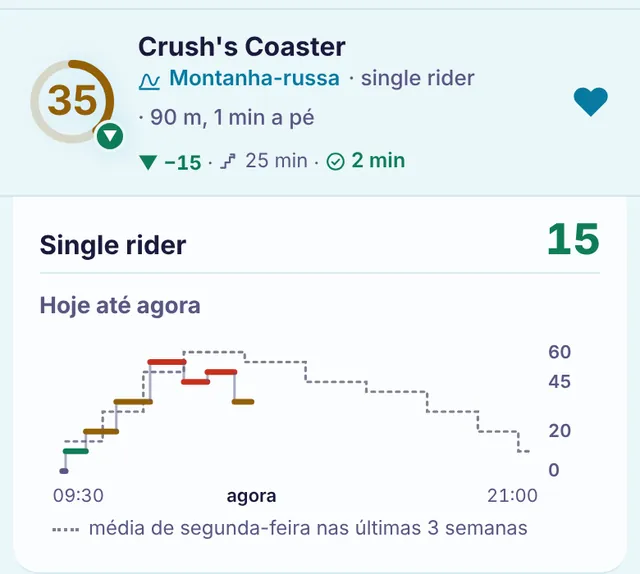 Crush's Coaster
35
Montanha-russa · single rider
· 90 m, 1 min a pé
▼ −15 · 25 min · 2 min
Single rider
15
Hoje até agora
60
45
20
0
09:30
agora
21:00
média de segunda-feira nas últimas 3 semanas